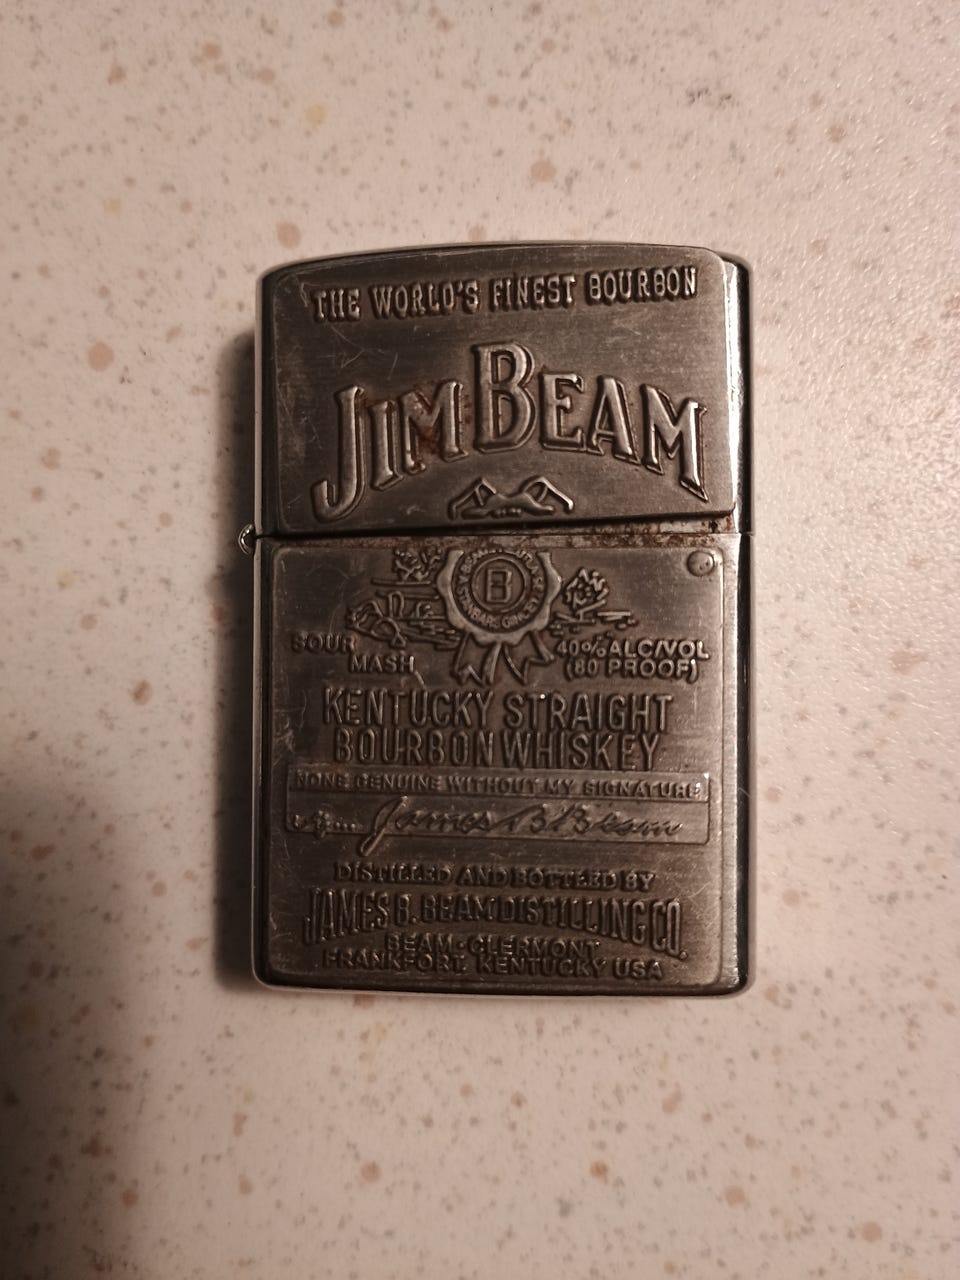 THE WORLD'S FINEST BOURBON
JIM BEAM
B
SOUR
MASH
40% ALC/VOL
(80 PROOF)
KENTUCKY STRAIGHT
BOURBON WHISKEY
NONE GENUINE WITHOUT MY SIGNATURE
James B. Beam
DISTILLED AND BOTTLED BY
JAMES B. BEAM DISTILLING CO.
BEAM·CLERMONT
FRANKFORT, KENTUCKY USA